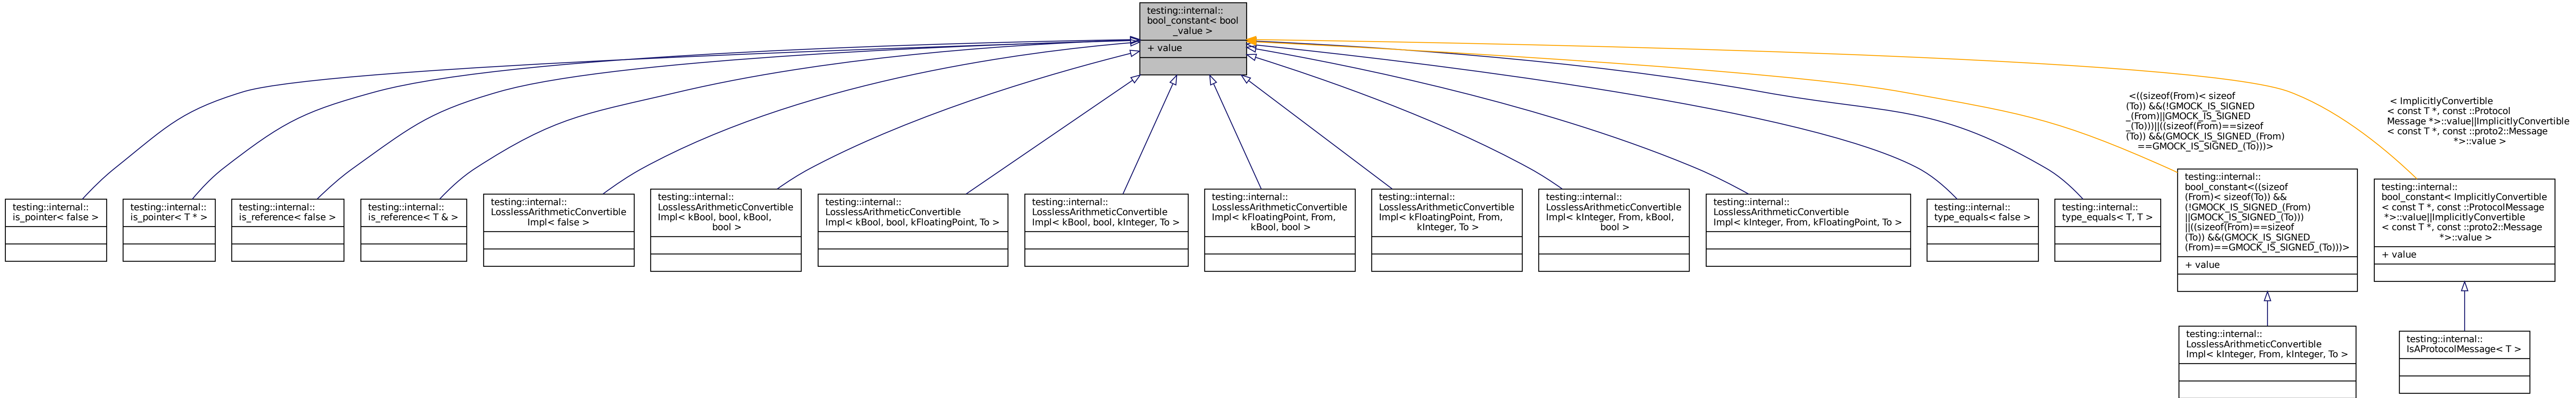 testing::internal::
bool_constant< bool
_value >
+ value
<((sizeof(From)< sizeof
(To)) &&(!GMOCK_IS_SIGNED
_(From)||GMOCK_IS_SIGNED
_(To)))||((sizeof(From)==sizeof
(To)) &&(GMOCK_IS_SIGNED_(From)
==GMOCK_IS_SIGNED_(To)))>
< ImplicitlyConvertible
< const T *, const ::Protocol
Message *>::value||ImplicitlyConvertible
< const T *, const ::proto2::Message
*>::value >
testing::internal::
is_pointer< false >
testing::internal::
is_pointer< T * >
testing::internal::
is_reference< false >
testing::internal::
is_reference< T & >
testing::internal::
LosslessArithmeticConvertible
Impl< false >
testing::internal::
LosslessArithmeticConvertible
Impl< kBool, bool, kBool,
bool >
testing::internal::
LosslessArithmeticConvertible
Impl< kBool, bool, kFloatingPoint, To >
testing::internal::
LosslessArithmeticConvertible
Impl< kBool, bool, kInteger, To >
testing::internal::
LosslessArithmeticConvertible
Impl< kFloatingPoint, From,
kBool, bool >
testing::internal::
LosslessArithmeticConvertible
Impl< kFloatingPoint, From,
kInteger, To >
testing::internal::
LosslessArithmeticConvertible
Impl< kInteger, From, kBool,
bool >
testing::internal::
LosslessArithmeticConvertible
Impl< kInteger, From, kFloatingPoint, To >
testing::internal::
type_equals< false >
testing::internal::
type_equals< T, T >
testing::internal::
bool_constant<((sizeof
(From)< sizeof(To)) &&
(!GMOCK_IS_SIGNED_(From)
||GMOCK_IS_SIGNED_(To)))
||((sizeof(From)==sizeof
(To)) &&(GMOCK_IS_SIGNED_
(From)==GMOCK_IS_SIGNED_(To)))>
+ value
testing::internal::
bool_constant< ImplicitlyConvertible
< const T *, const ::ProtocolMessage
*>::value||ImplicitlyConvertible
< const T *, const ::proto2::Message
*>::value >
+ value
testing::internal::
LosslessArithmeticConvertible
Impl< kInteger, From, kInteger, To >
testing::internal::
IsAProtocolMessage< T >